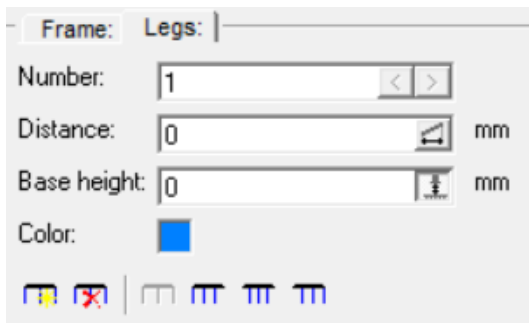 Frame: Legs:
Number: 1 < >
Distance: 0 mm
Base height: 0 mm
Color: